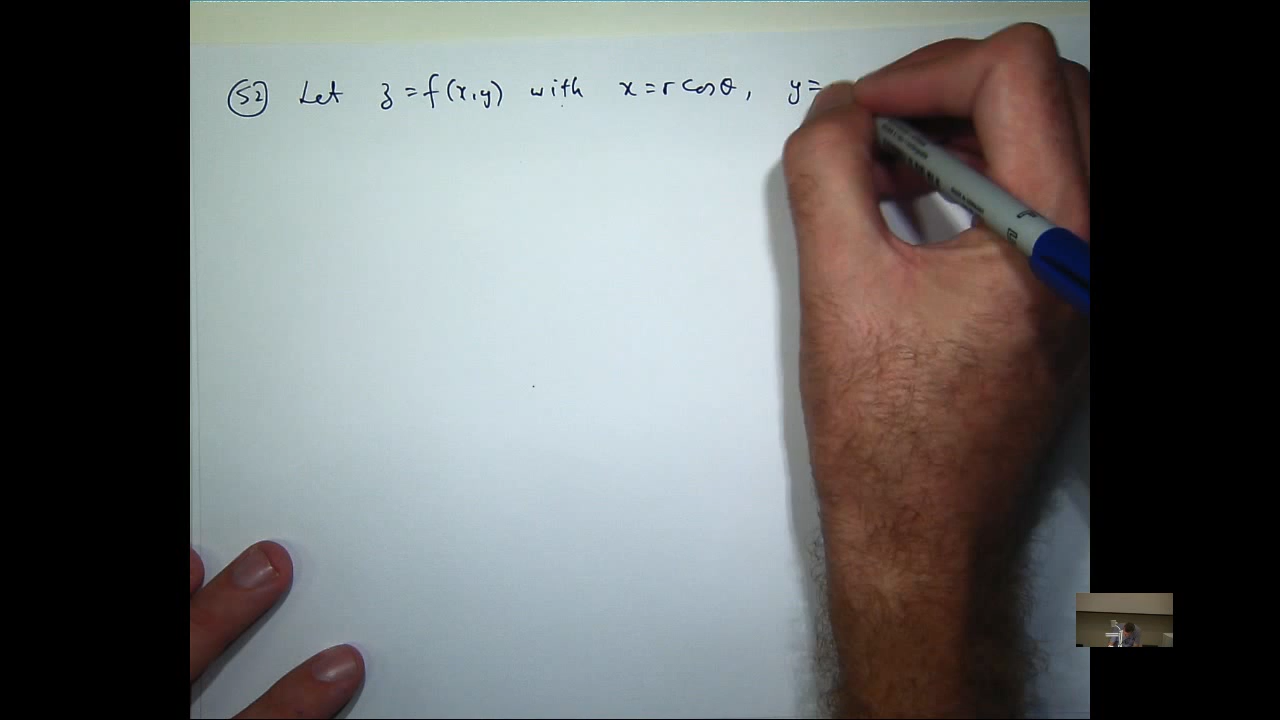 52 Let z = f(x,y) with x = r cos θ, y =